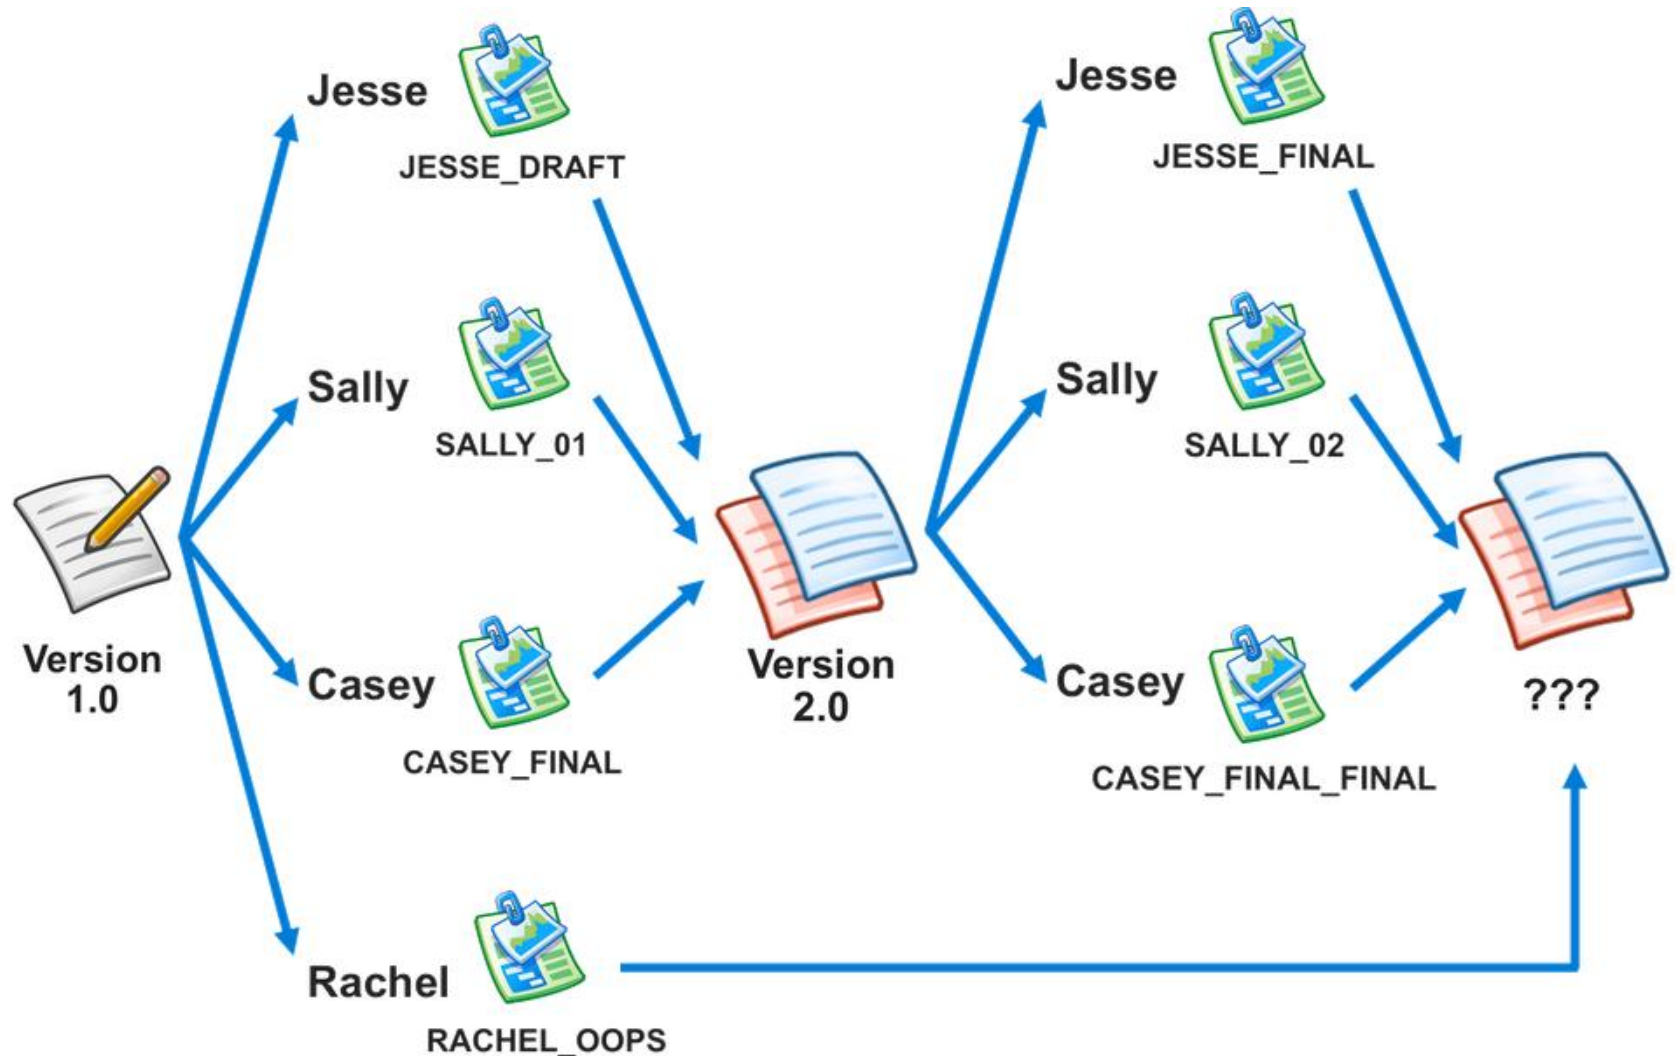 Jesse
JESSE_DRAFT
Sally
SALLY_01
Version
1.0
Casey
CASEY_FINAL
Rachel
RACHEL_OOPS
Version
2.0
Jesse
JESSE_FINAL
Sally
SALLY_02
Casey
CASEY_FINAL_FINAL
???